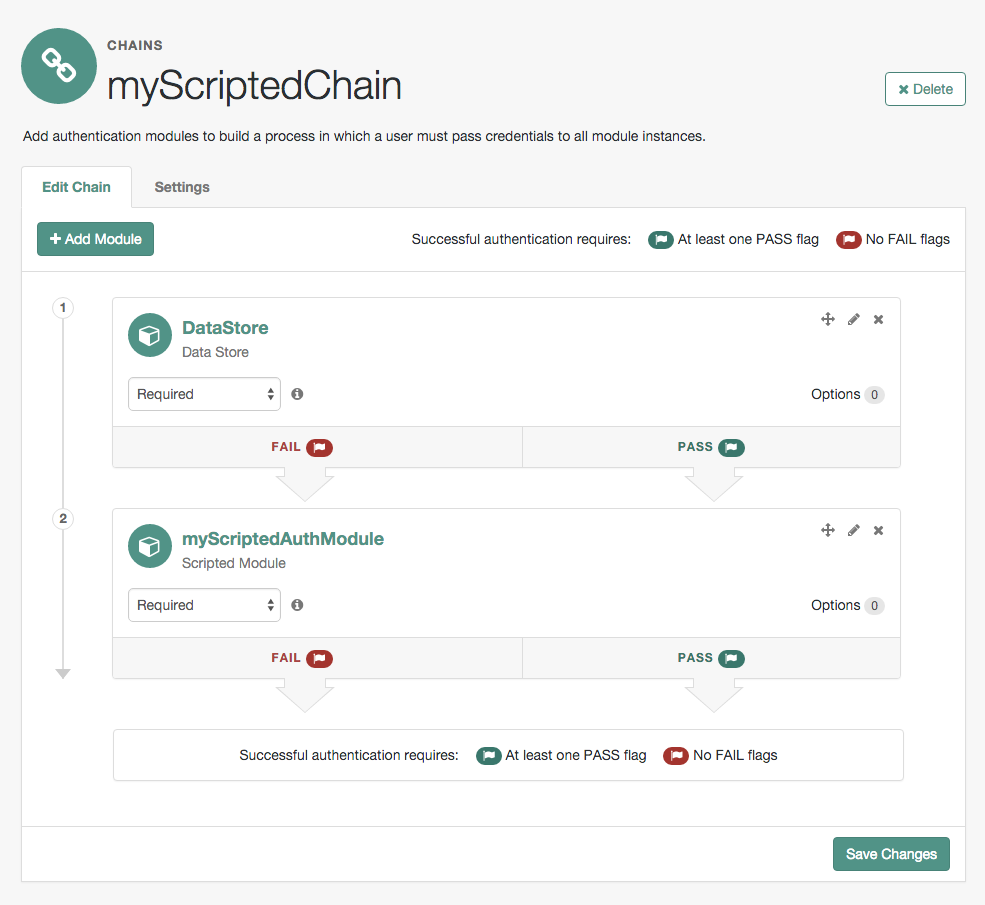 CHAINS
myScriptedChain
Delete
Add authentication modules to build a process in which a user must pass credentials to all module instances.
Edit Chain Settings
Add Module Successful authentication requires: At least one PASS flag No FAIL flags
1
DataStore
Data Store
Required Options 0
FAIL PASS
2
myScriptedAuthModule
Scripted Module
Required Options 0
FAIL PASS
Successful authentication requires: At least one PASS flag No FAIL flags
Save Changes